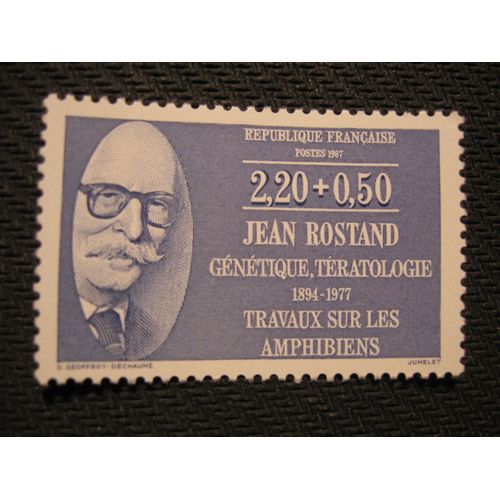 REPUBLIQUE FRANÇAISE
POSTES 1987
2,20+0,50
JEAN ROSTAND
GÉNÉTIQUE, TÉRATOLOGIE
1894-1977
TRAVAUX SUR LES
AMPHIBIENS
D. GEOFFROY-DÉCHAUME
JUMELET